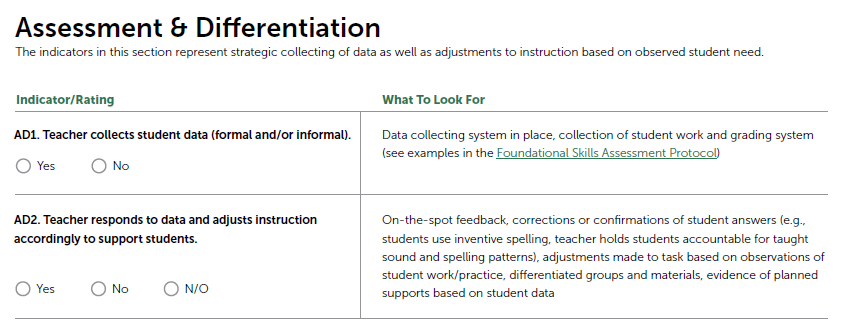 Assessment & Differentiation
The indicators in this section represent strategic collecting of data as well as adjustments to instruction based on observed student need.
Indicator/Rating
What To Look For
AD1. Teacher collects student data (formal and/or informal).
Yes No
Data collecting system in place, collection of student work and grading system
(see examples in the Foundational Skills Assessment Protocol)
AD2. Teacher responds to data and adjusts instruction
accordingly to support students.
Yes No N/O
On-the-spot feedback, corrections or confirmations of student answers (e.g.,
students use inventive spelling, teacher holds students accountable for taught
sound and spelling patterns), adjustments made to task based on observations of
student work/practice, differentiated groups and materials, evidence of planned
supports based on student data